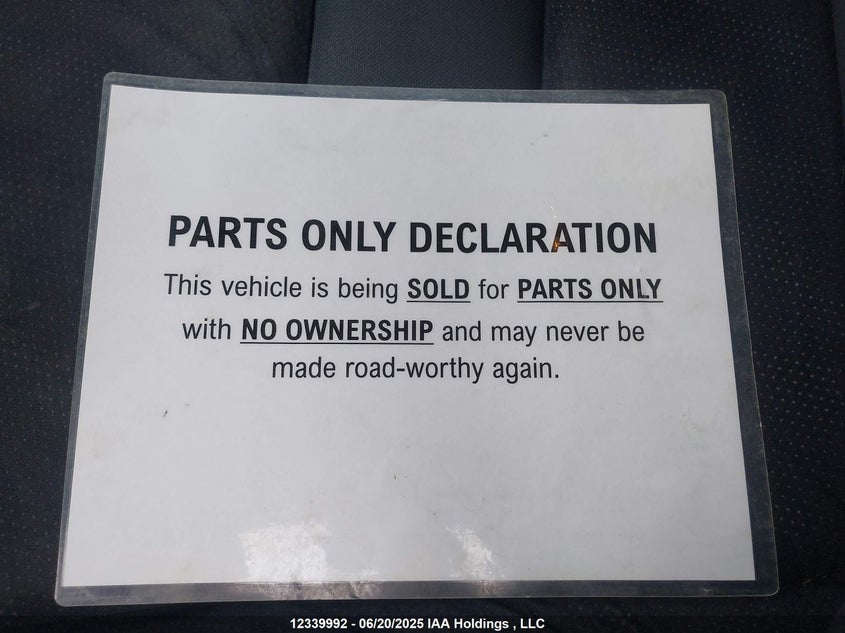 PARTS ONLY DECLARATION
This vehicle is being SOLD for PARTS ONLY
with NO OWNERSHIP and may never be
made road-worthy again.
12339992 - 06/20/2025 IAA Holdings , LLC